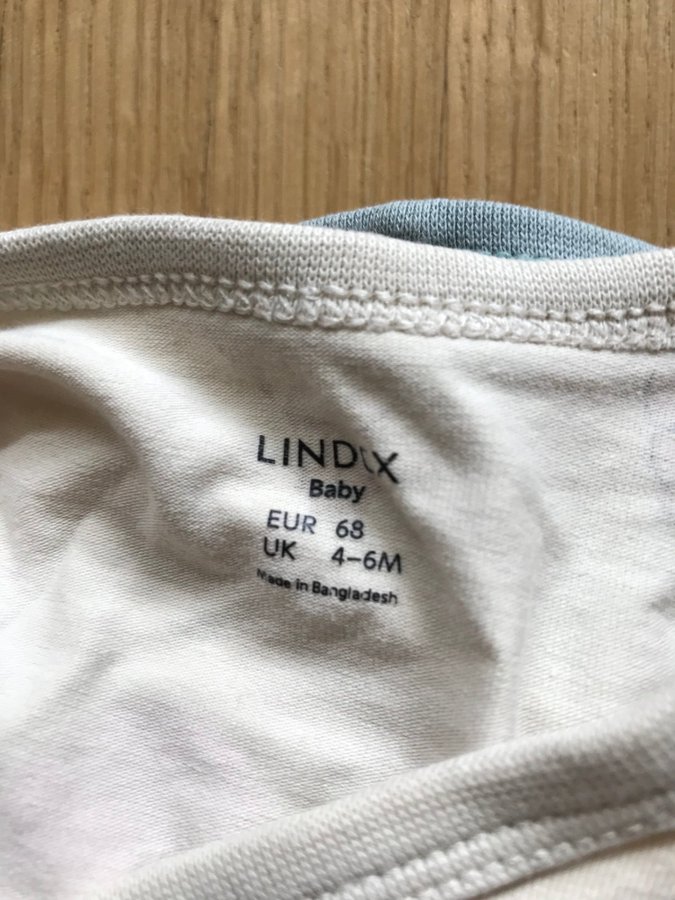 LINDEX
Baby
EUR 68
UK 4-6M
Made in Bangladesh